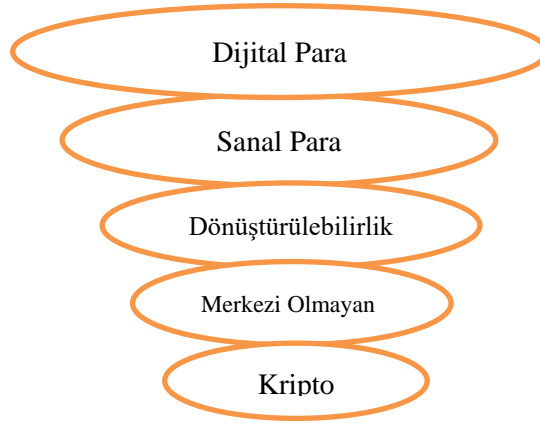 Dijital Para
Sanal Para
Dönüştürülebilirlik
Merkezi Olmayan
Kripto